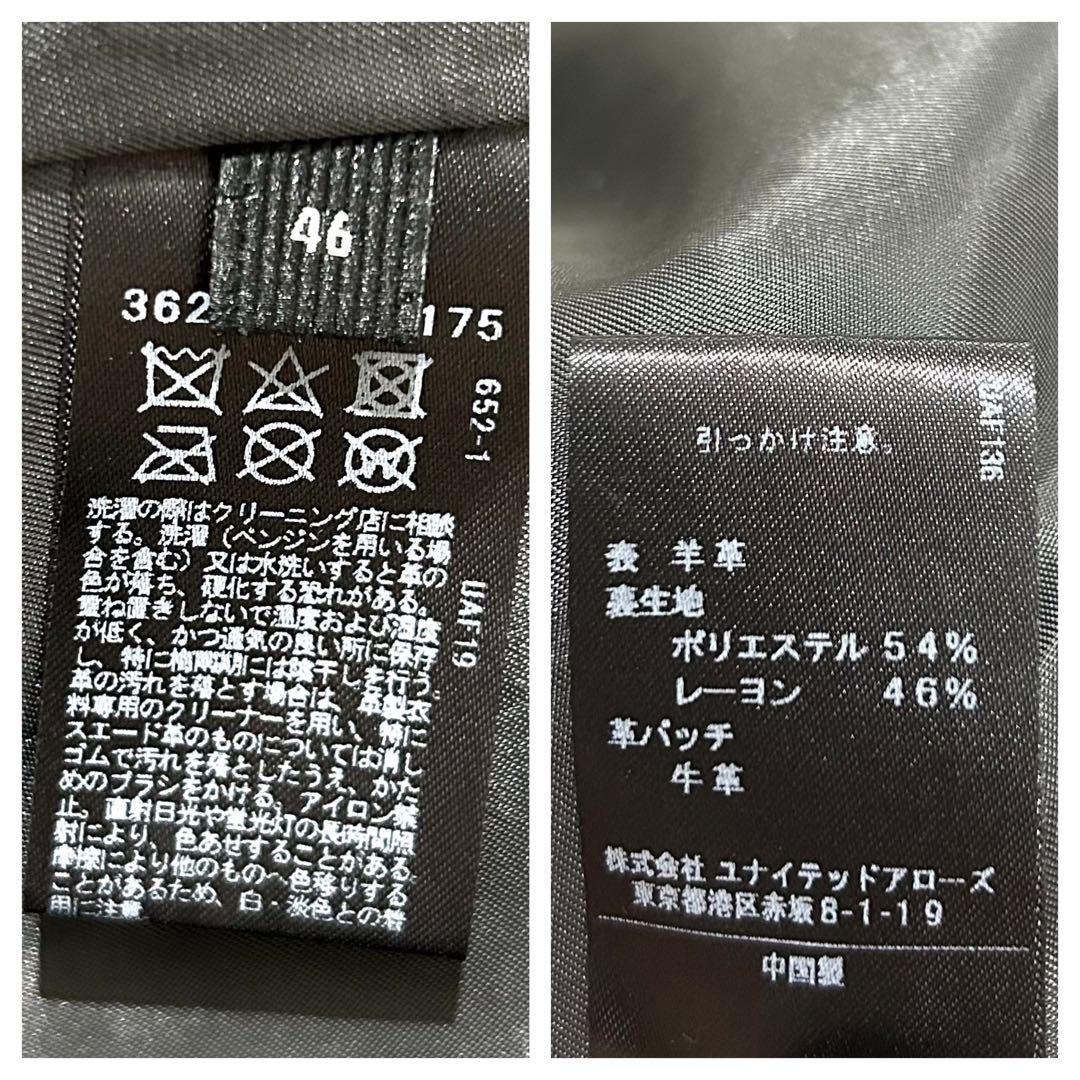 46
362 175
652-1
UAF19
洗濯の際はクリーニング店に相談
する。洗濯(ベンジンを用いる場
合を含む)又は水洗いすると革の
色が落ち、硬化する恐れがある。
重ね置きしないで温度および湿度
が低く、かつ通気の良い所に保存
し、特に梅雨期には陰干しを行う。
革の汚れを落とす場合は、革製衣
料専用のクリーナーを用い、特に
スエード革のものについては消し
ゴムで汚れを落としたうえ、かた
めのブラシをかける。アイロン禁
止。直射日光や蛍光灯の長時間照
射により、色あせすることがある。
摩擦により他のものへ色移りする
ことがあるため、白・淡色との着
用に注意
UAF136
引っかけ注意。
表 羊革
裏生地
ポリエステル 54%
レーヨン 46%
革パッチ
牛革
株式会社 ユナイテッドアローズ
東京都港区赤坂8-1-19
中国製